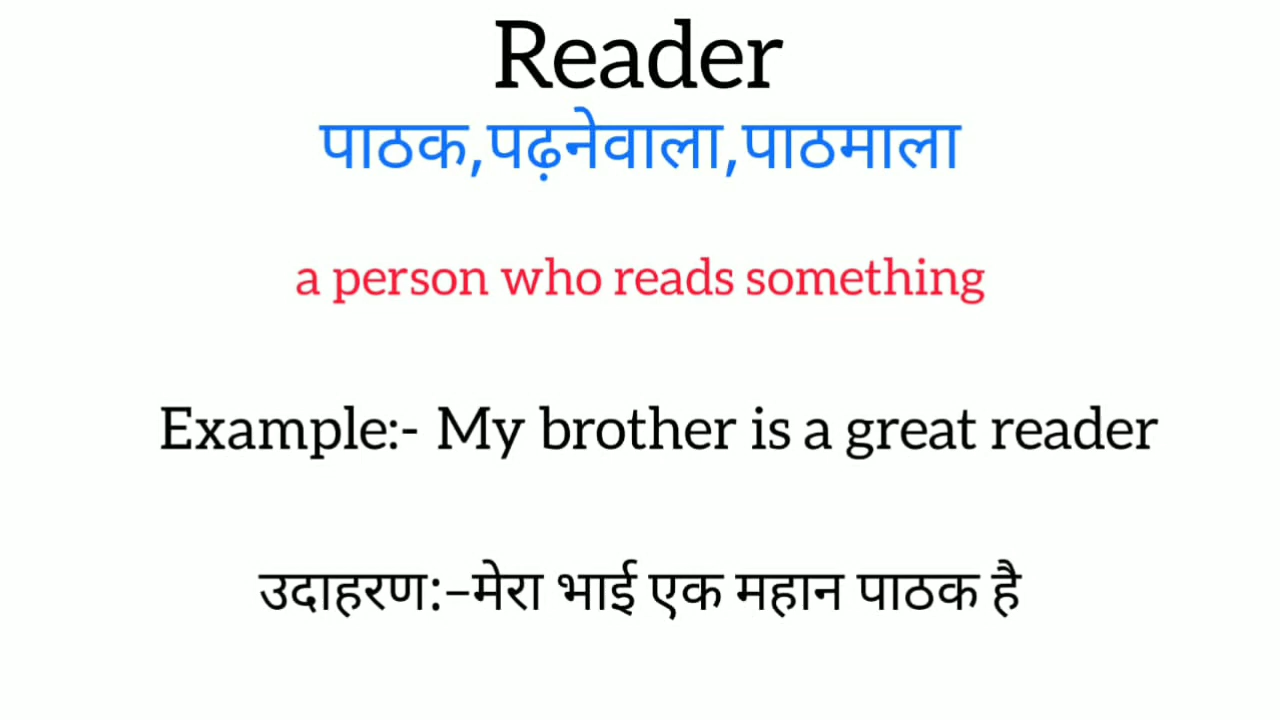 Reader
पाठक,पढ़नेवाला,पाठमाला
a person who reads something
Example:- My brother is a great reader
उदाहरण:–मेरा भाई एक महान पाठक है